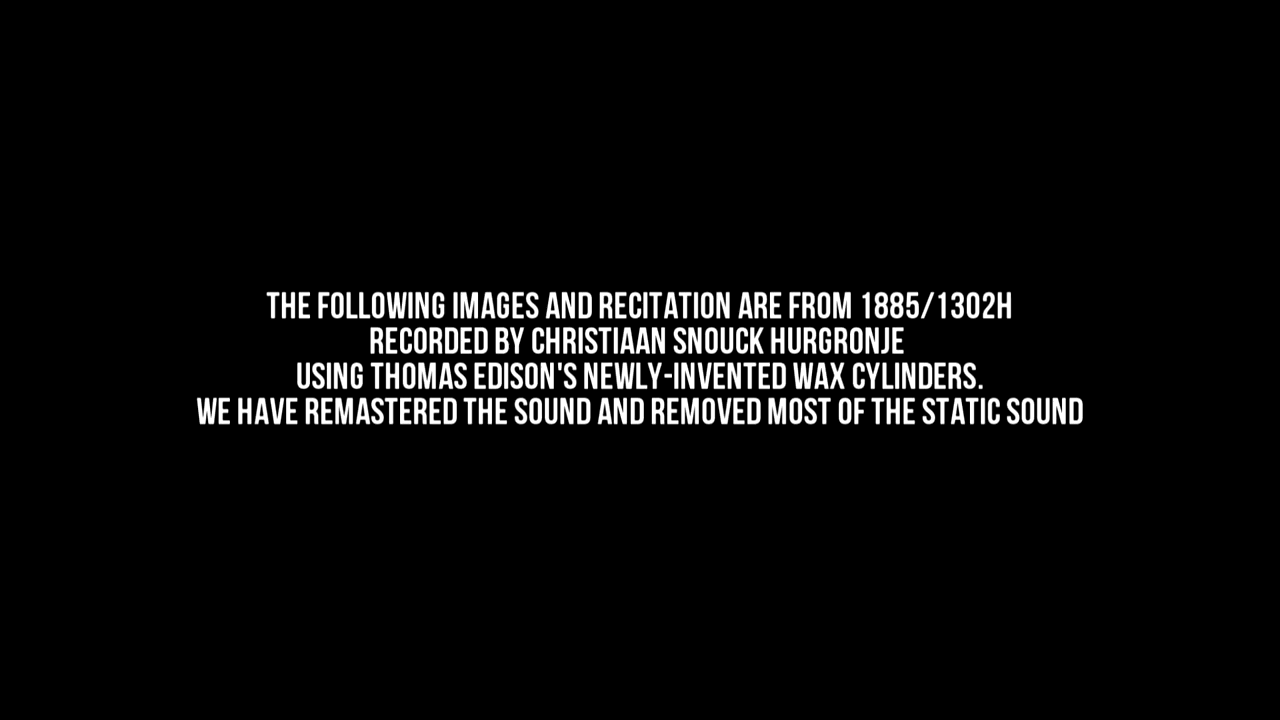 THE FOLLOWING IMAGES AND RECITATION ARE FROM 1885/1302H
RECORDED BY CHRISTIAAN SNOUCK HURGRONJE
USING THOMAS EDISON'S NEWLY-INVENTED WAX CYLINDERS.
WE HAVE REMASTERED THE SOUND AND REMOVED MOST OF THE STATIC SOUND